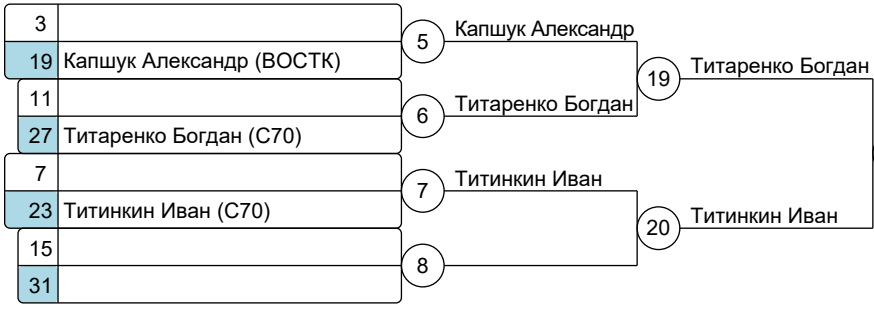 3
5
Капшук Александр
19 Капшук Александр (ВОСТК)
19
Титаренко Богдан
11
6
Титаренко Богдан
27 Титаренко Богдан (С70)
7
7
Титинкин Иван
23 Титинкин Иван (С70)
20
Титинкин Иван
15
8
31